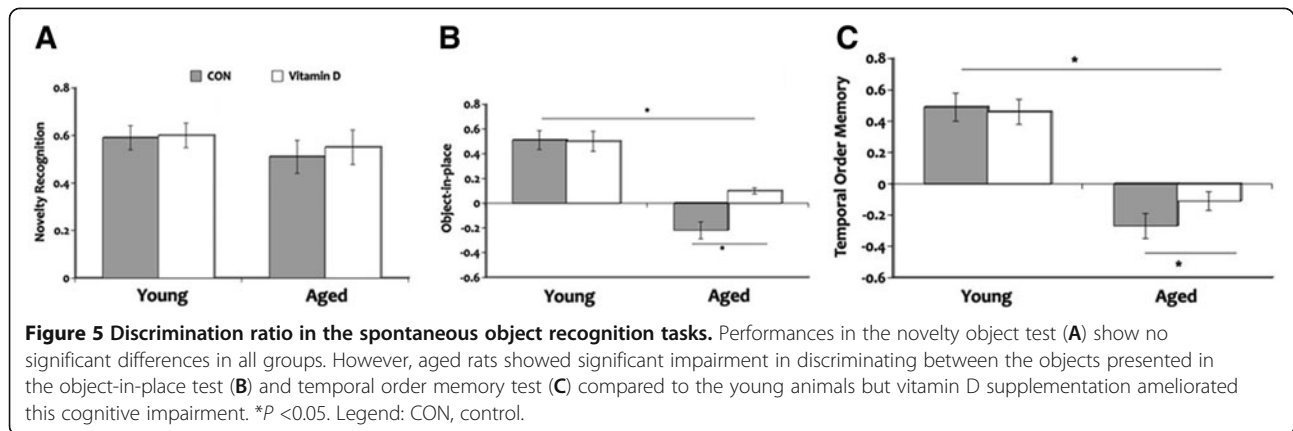 A
CON
Vitamin D
Novelty Recognition
0.8
0.6
0.4
0.2
0
Young
Aged
B
Object-in-place
0.8
0.6
0.4
0.2
0
-0.2
-0.4
-0.6
*
*
Young
Aged
C
Temporal Order Memory
0.8
0.6
0.4
0.2
0
-0.2
-0.4
-0.6
*
*
Young
Aged
Figure 5 Discrimination ratio in the spontaneous object recognition tasks. Performances in the novelty object test (A) show no
significant differences in all groups. However, aged rats showed significant impairment in discriminating between the objects presented in
the object-in-place test (B) and temporal order memory test (C) compared to the young animals but vitamin D supplementation ameliorated
this cognitive impairment. *P <0.05. Legend: CON, control.